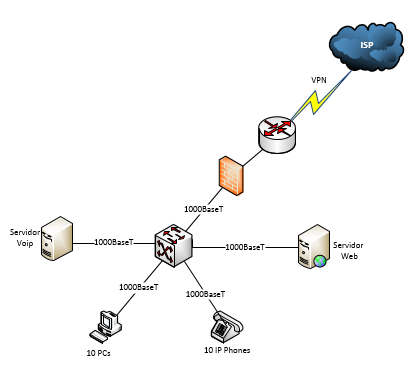 ISP
VPN
1000BaseT
Servidor
Voip
1000BaseT
1000BaseT
Servidor
Web
1000BaseT
1000BaseT
10 PCs
10 IP Phones